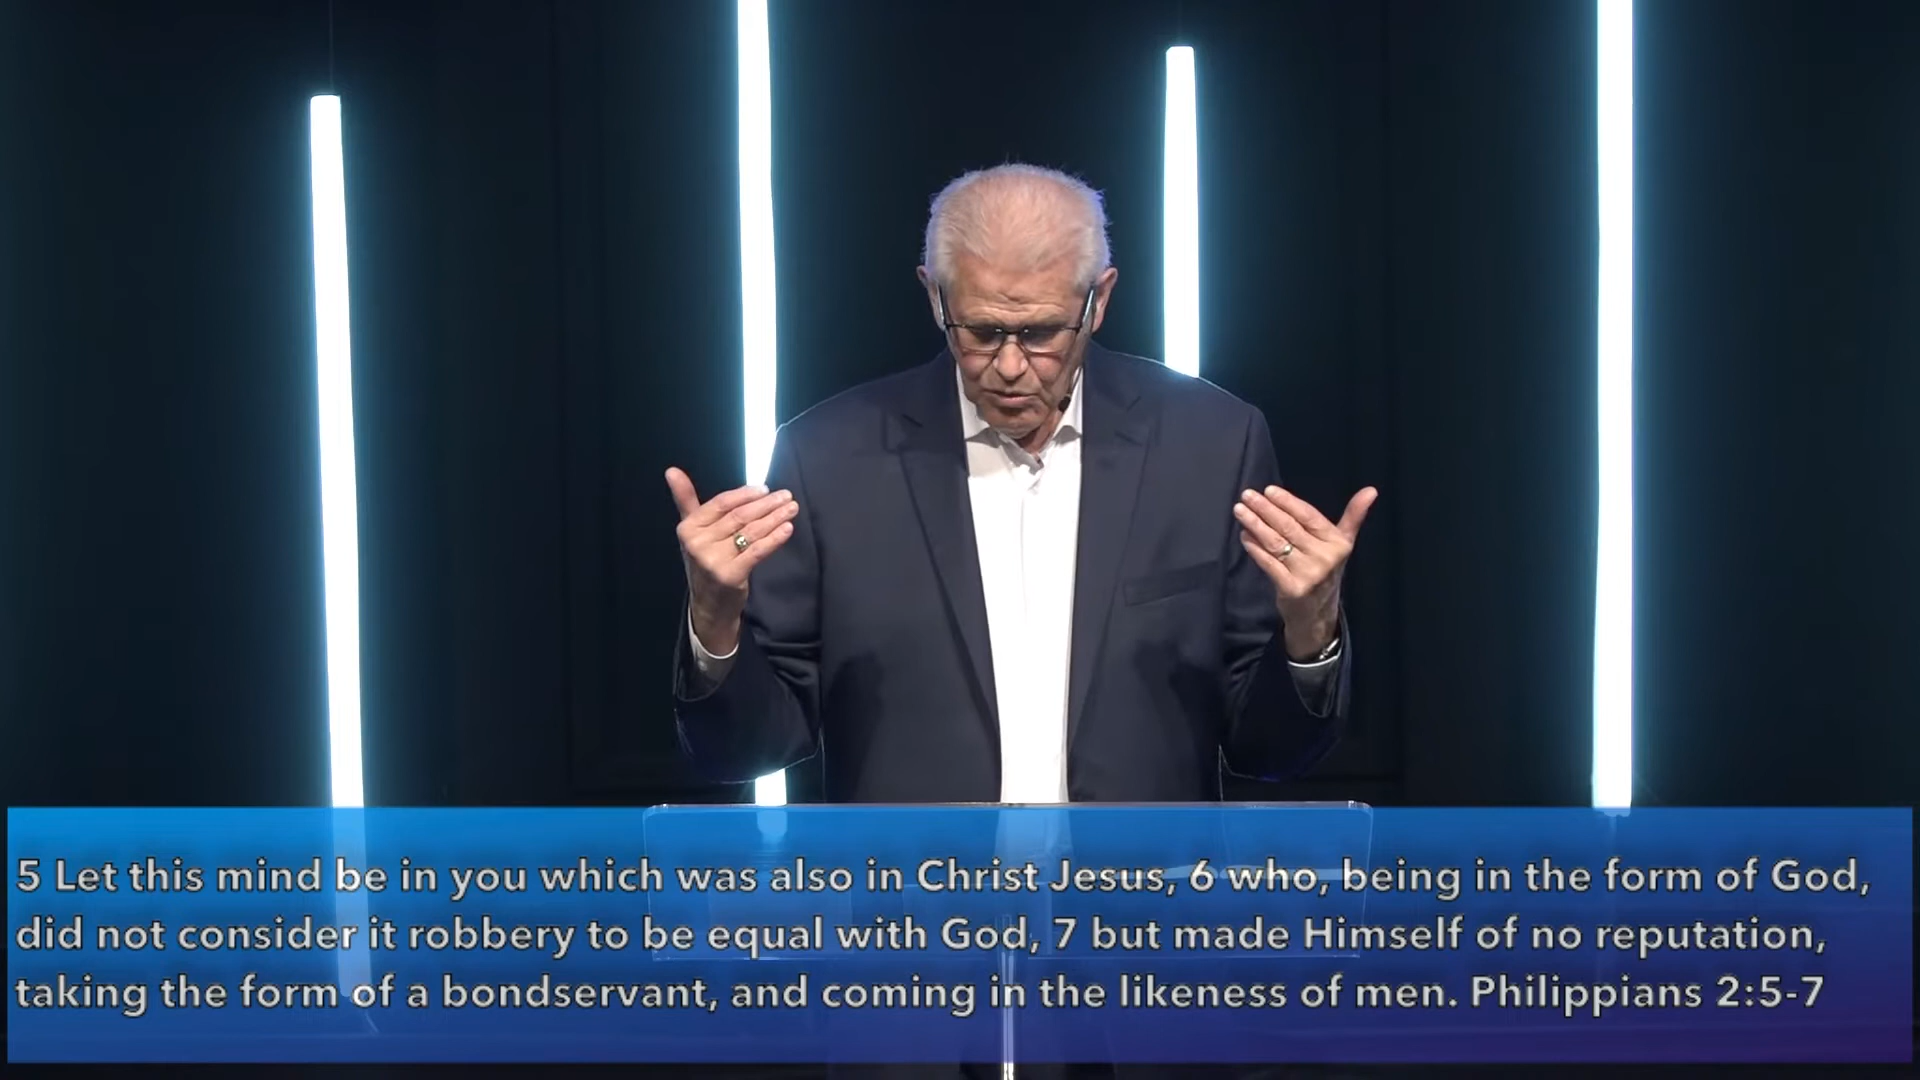 5 Let this mind be in you which was also in Christ Jesus, 6 who, being in the form of God,
did not consider it robbery to be equal with God, 7 but made Himself of no reputation,
taking the form of a bondservant, and coming in the likeness of men. Philippians 2:5-7